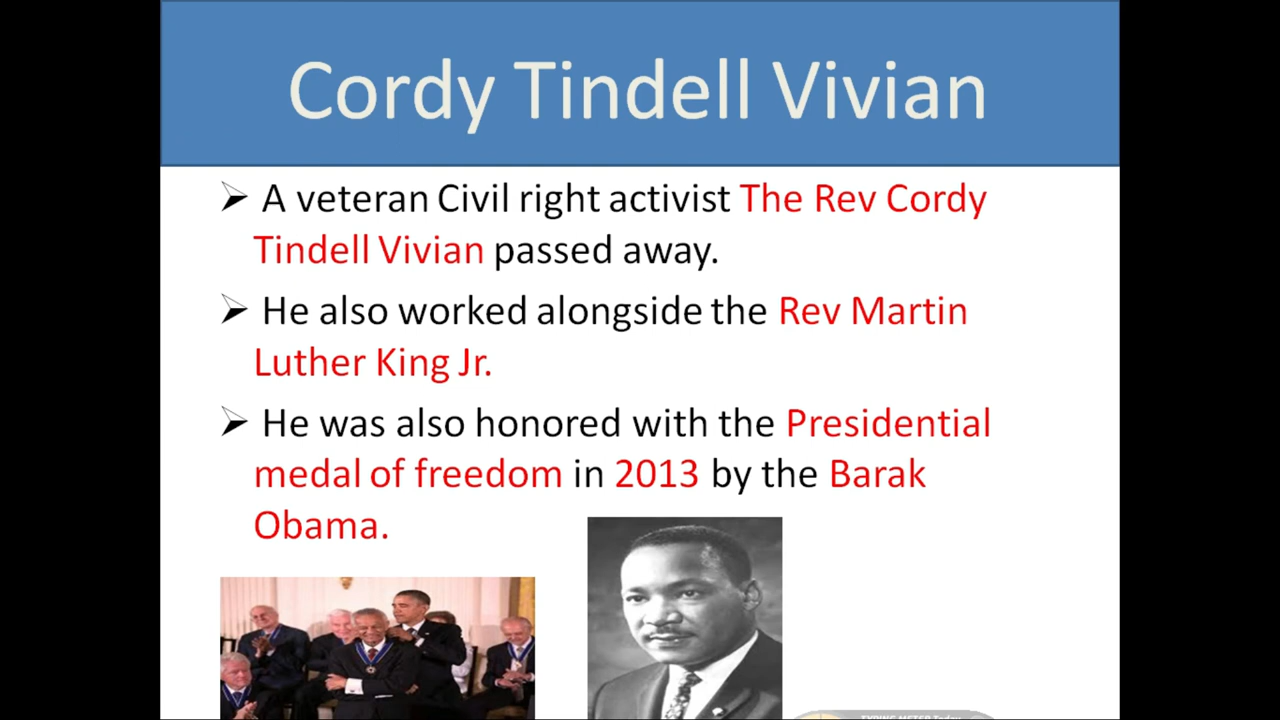 Cordy Tindell Vivian
➢ A veteran Civil right activist The Rev Cordy
Tindell Vivian passed away.
➢ He also worked alongside the Rev Martin
Luther King Jr.
➢ He was also honored with the Presidential
medal of freedom in 2013 by the Barak
Obama.